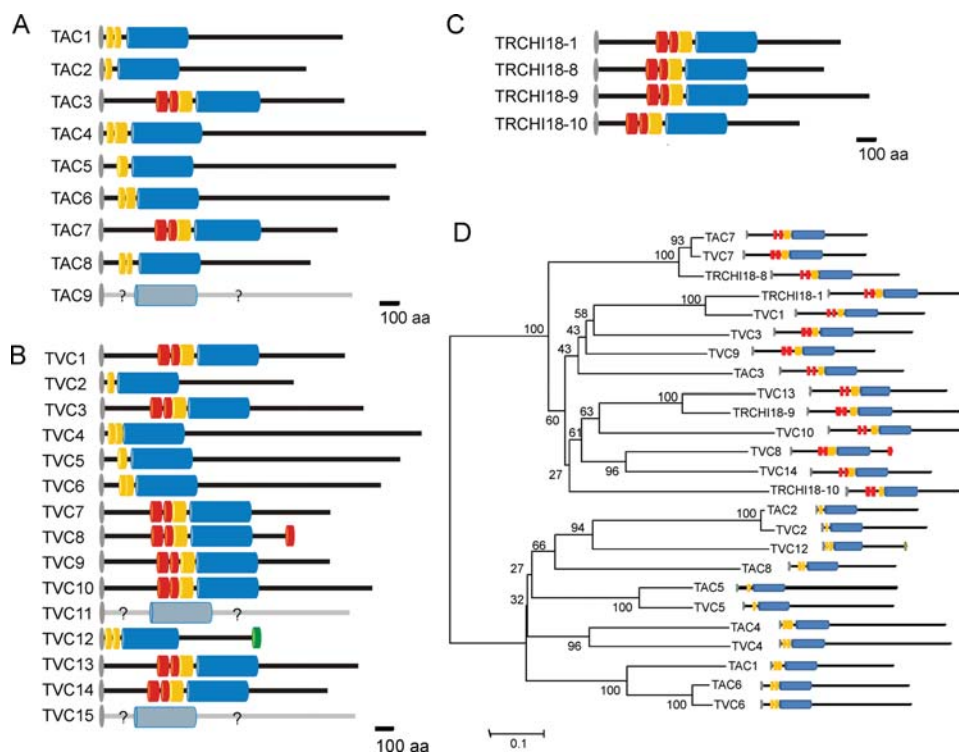 A
TAC1
TAC2
TAC3
TAC4
TAC5
TAC6
TAC7
TAC8
TAC9
? ?
100 aa
B
TVC1
TVC2
TVC3
TVC4
TVC5
TVC6
TVC7
TVC8
TVC9
TVC10
TVC11
? ?
TVC12
TVC13
TVC14
TVC15
? ?
100 aa
C
TRCHI18-1
TRCHI18-8
TRCHI18-9
TRCHI18-10
100 aa
D
TAC7
93
TVC7
100
TRCHI18-8
100
TRCHI18-1
100
58
TVC1
43
TVC3
43
TVC9
TAC3
TVC13
100
63
TRCHI18-9
60
61
TVC10
TVC8
96
27
TVC14
TRCHI18-10
TAC2
100
94
TVC2
TVC12
66
TAC8
27
TAC5
32
100
TVC5
TAC4
96
TVC4
TAC1
100
TAC6
100
TVC6
0.1